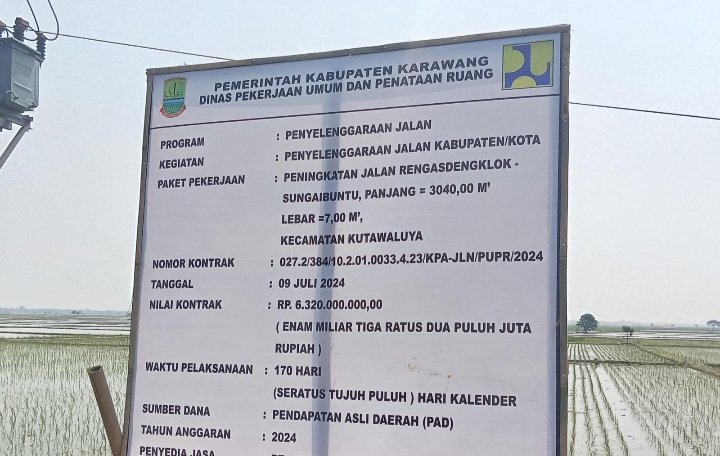 PEMERINTAH KABUPATEN KARAWANG
DINAS PEKERJAAN UMUM DAN PENATAAN RUANG
PROGRAM : PENYELENGGARAAN JALAN
KEGIATAN : PENYELENGGARAAN JALAN KABUPATEN/KOTA
PAKET PEKERJAAN : PENINGKATAN JALAN RENGASDENGKLOK -
SUNGAIBUNTU, PANJANG = 3040,00 M'
LEBAR =7,00 M',
KECAMATAN KUTAWALUYA
NOMOR KONTRAK : 027.2/384/10.2.01.0033.4.23/KPA-JLN/PUPR/2024
TANGGAL : 09 JULI 2024
NILAI KONTRAK : RP. 6.320.000.000,00
( ENAM MILIAR TIGA RATUS DUA PULUH JUTA
RUPIAH )
WAKTU PELAKSANAAN : 170 HARI
(SERATUS TUJUH PULUH ) HARI KALENDER
SUMBER DANA : PENDAPATAN ASLI DAERAH (PAD)
TAHUN ANGGARAN : 2024
PENYEDIA JASA :